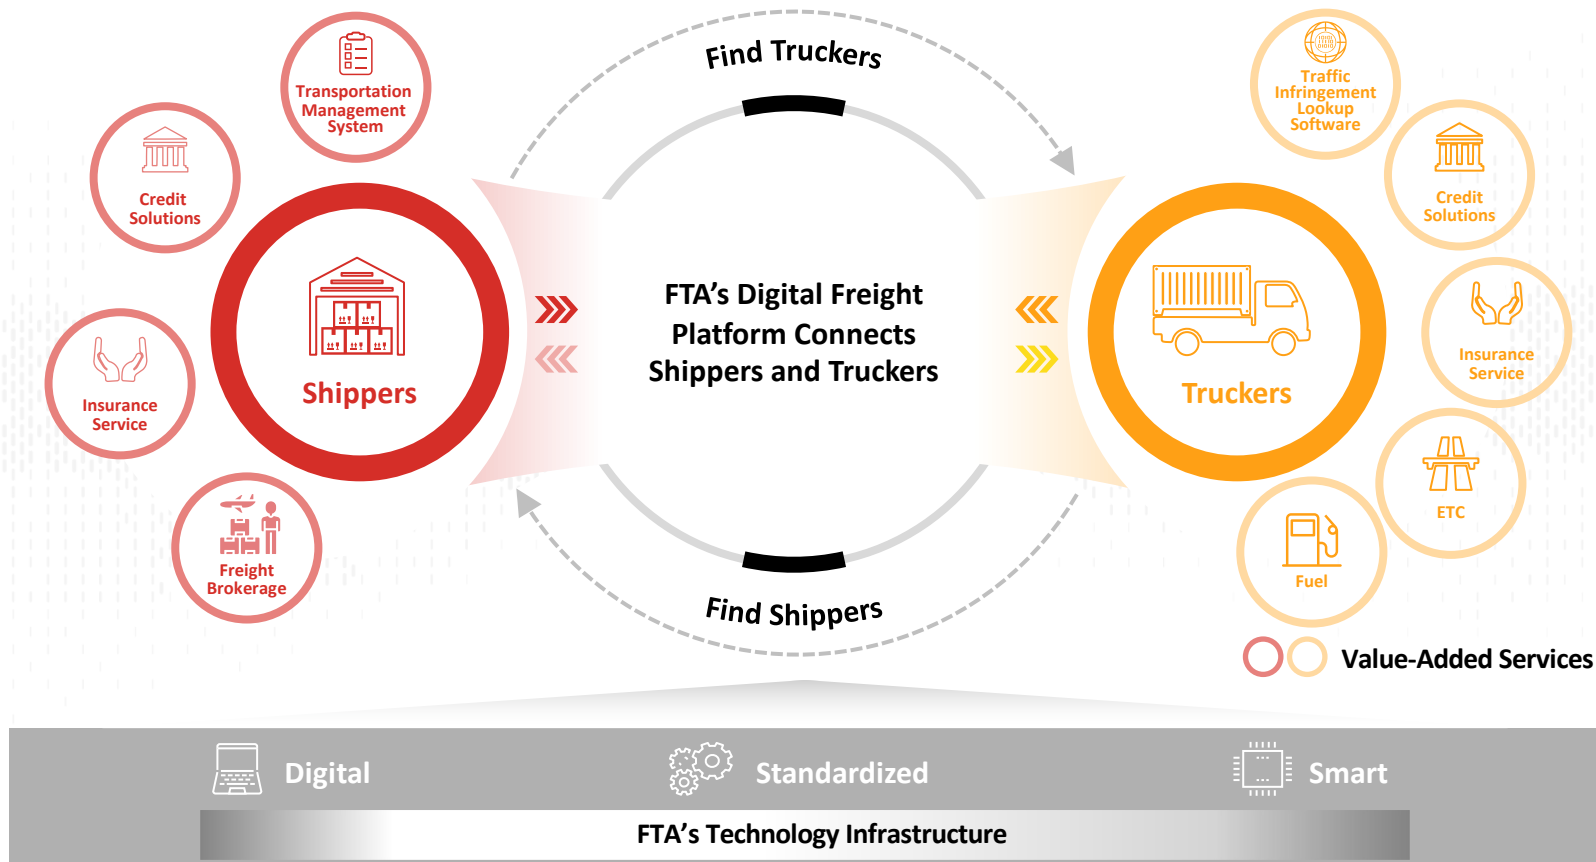 Find Truckers
Transportation
Management
System
Credit
Solutions
Shippers
Insurance
Service
Freight
Brokerage
FTA’s Digital Freight
Platform Connects
Shippers and Truckers
Traffic
Infringement
Lookup
Software
Credit
Solutions
Truckers
Insurance
Service
ETC
Fuel
Find Shippers
Value-Added Services
Digital
Standardized
Smart
FTA’s Technology Infrastructure